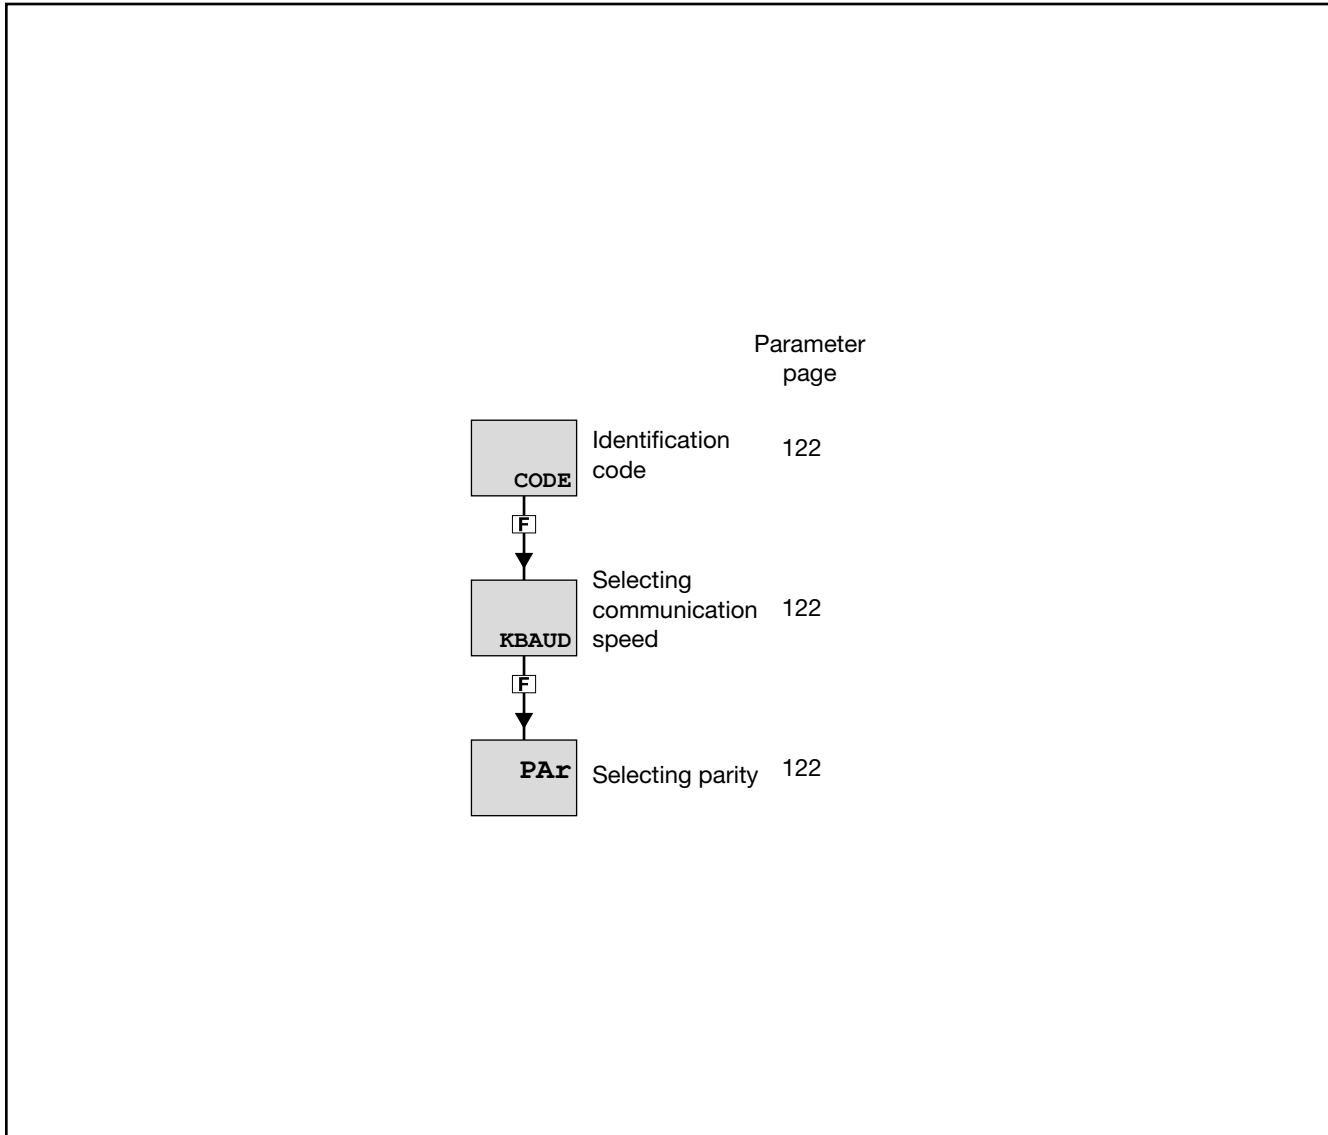 Parameter
page
CODE
Identification
code
122
F
KBAUD
Selecting
communication
speed
122
F
PAr
Selecting parity
122